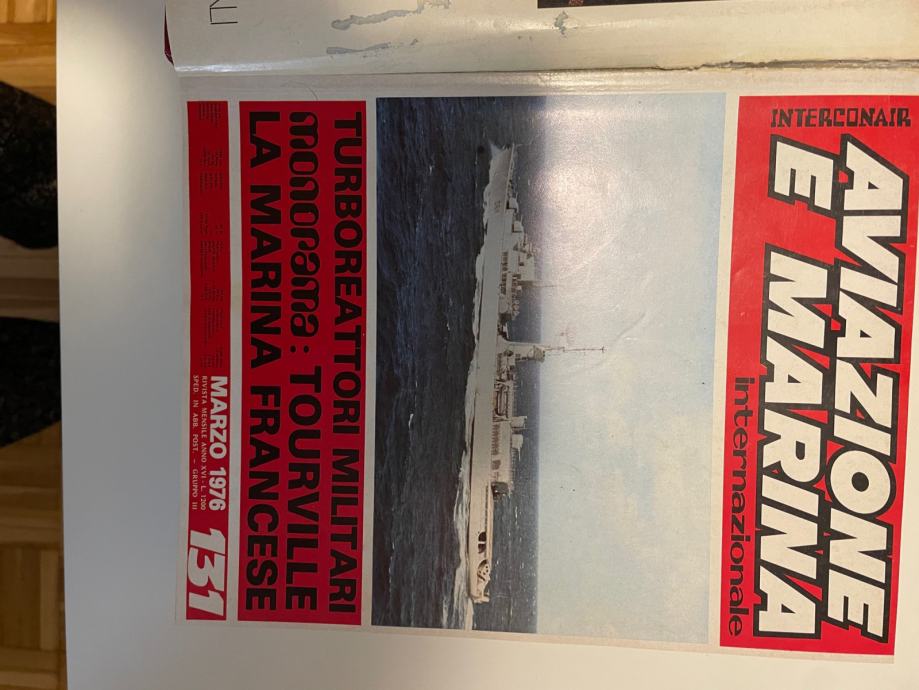 INTERCONAIR
AVIAZIONE
E MARINA
internazionale
TURBOREATTORI MILITARI
monorama: TOURVILLE
LA MARINA FRANCESE
MARZO 1976
RIVISTA MENSILE ANNO XVI - L. 1200
SPED. IN ABB. POST. - GRUPPO III
131